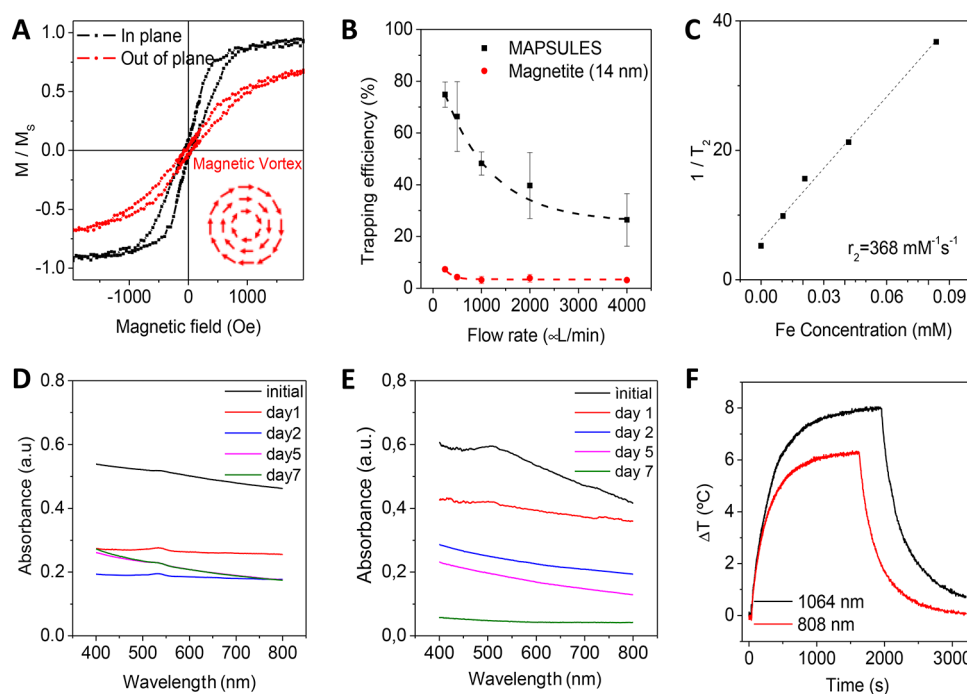 A
In plane
Out of plane
M / Ms
1.0
0.5
0.0
-0.5
-1.0
Magnetic Vortex
-1000
0
1000
Magnetic field (Oe)
B
MAPSULES
Magnetite (14 nm)
Trapping efficiency (%)
100
80
60
40
20
0
0
1000
2000
3000
4000
Flow rate (∝L/min)
C
1 / T2
40
20
0
r2=368 mM-1s-1
0.00
0.03
0.06
0.09
Fe Concentration (mM)
D
initial
day1
day2
day5
day7
Absorbance (a.u)
0.8
0.6
0.4
0.2
0.0
400
500
600
700
800
Wavelength (nm)
E
initial
day 1
day 2
day 5
day 7
Absorbance (a.u.)
0,8
0,6
0,4
0,2
0,0
400
500
600
700
800
Wavelength (nm)
F
ΔT (ºC)
8
6
4
2
0
1064 nm
808 nm
0
1000
2000
3000
Time (s)